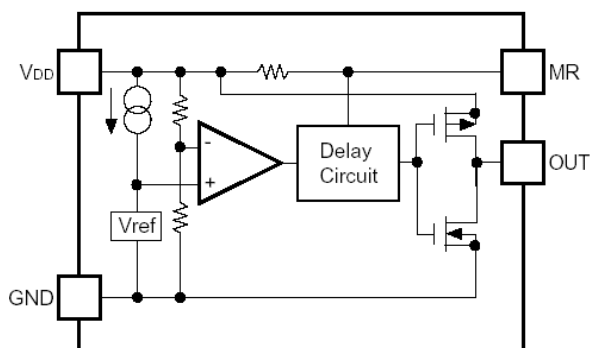 VDD
MR
-
+
Delay
Circuit
OUT
Vref
GND